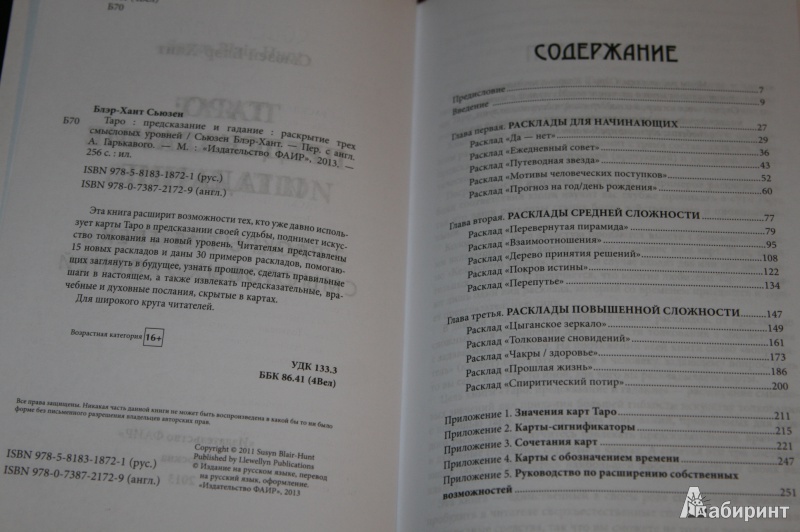 Б70
Блэр-Хант Сьюзен
Б70 Таро : предсказание и гадание : раскрытие трех
смысловых уровней / Сьюзен Блэр-Хант. — Пер. с англ.
А. Гарькавого. — М. : «Издательство ФАИР», 2013. —
256 с. : ил.
ISBN 978-5-8183-1872-1 (рус.)
ISBN 978-0-7387-2172-9 (англ.)
Эта книга расширит возможности тех, кто уже давно исполь-
зует карты Таро в предсказании своей судьбы, поднимет искус-
ство толкования на новый уровень. Читателям представлены
15 новых раскладов и даны 30 примеров раскладов, помогаю-
щих заглянуть в будущее, узнать прошлое, сделать правильные
шаги в настоящем, а также извлекать предсказательные, вра-
чебные и духовные послания, скрытые в картах.
Для широкого круга читателей.
Возрастная категория 16+
УДК 133.3
ББК 86.41 (4Вел)
Все права защищены. Никакая часть данной книги не может быть воспроизведена в какой бы то ни было
форме без письменного разрешения владельцев авторских прав.
Copyright © 2011 Susyn Blair-Hunt
Published by Llewellyn Publications
© Издание на русском языке, перевод
на русский язык, оформление.
«Издательство ФАИР», 2013
ISBN 978-5-8183-1872-1 (рус.)
ISBN 978-0-7387-2172-9 (англ.)
СОДЕРЖАНИЕ
Предисловие 7
Введение 9
Глава первая. РАСКЛАДЫ ДЛЯ НАЧИНАЮЩИХ 27
Расклад «Да — нет» 29
Расклад «Ежедневный совет» 36
Расклад «Путеводная звезда» 43
Расклад «Мотивы человеческих поступков» 52
Расклад «Прогноз на год/день рождения» 60
Глава вторая. РАСКЛАДЫ СРЕДНЕЙ СЛОЖНОСТИ 77
Расклад «Перевернутая пирамида» 79
Расклад «Взаимоотношения» 95
Расклад «Дерево принятия решений» 108
Расклад «Покров истины» 122
Расклад «Перепутье» 134
Глава третья. РАСКЛАДЫ ПОВЫШЕННОЙ СЛОЖНОСТИ 147
Расклад «Цыганское зеркало» 149
Расклад «Толкование сновидений» 161
Расклад «Чакры / здоровье» 173
Расклад «Прошлая жизнь» 186
Расклад «Спиритический потир» 200
Приложение 1. Значения карт Таро 211
Приложение 2. Карты-сигнификаторы 215
Приложение 3. Сочетания карт 221
Приложение 4. Карты с обозначением времени 247
Приложение 5. Руководство по расширению собственных
возможностей 251
Лабиринт